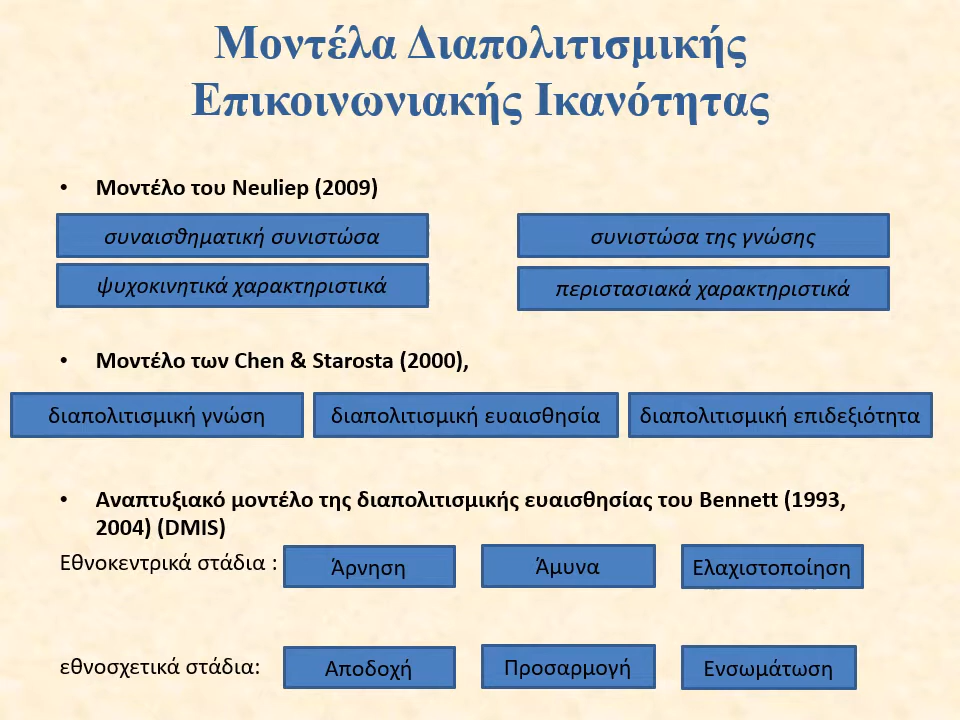 Μοντέλα Διαπολιτισμικής
Επικοινωνιακής Ικανότητας
• Μοντέλο του Neuliep (2009)
συναισθηματική συνιστώσα
συνιστώσα της γνώσης
ψυχοκινητικά χαρακτηριστικά
περιστασιακά χαρακτηριστικά
• Μοντέλο των Chen & Starosta (2000),
διαπολιτισμική γνώση
διαπολιτισμική ευαισθησία
διαπολιτισμική επιδεξιότητα
• Αναπτυξιακό μοντέλο της διαπολιτισμικής ευαισθησίας του Bennett (1993,
2004) (DMIS)
Εθνοκεντρικά στάδια :
Άρνηση
Άμυνα
Ελαχιστοποίηση
εθνοσχετικά στάδια:
Αποδοχή
Προσαρμογή
Ενσωμάτωση